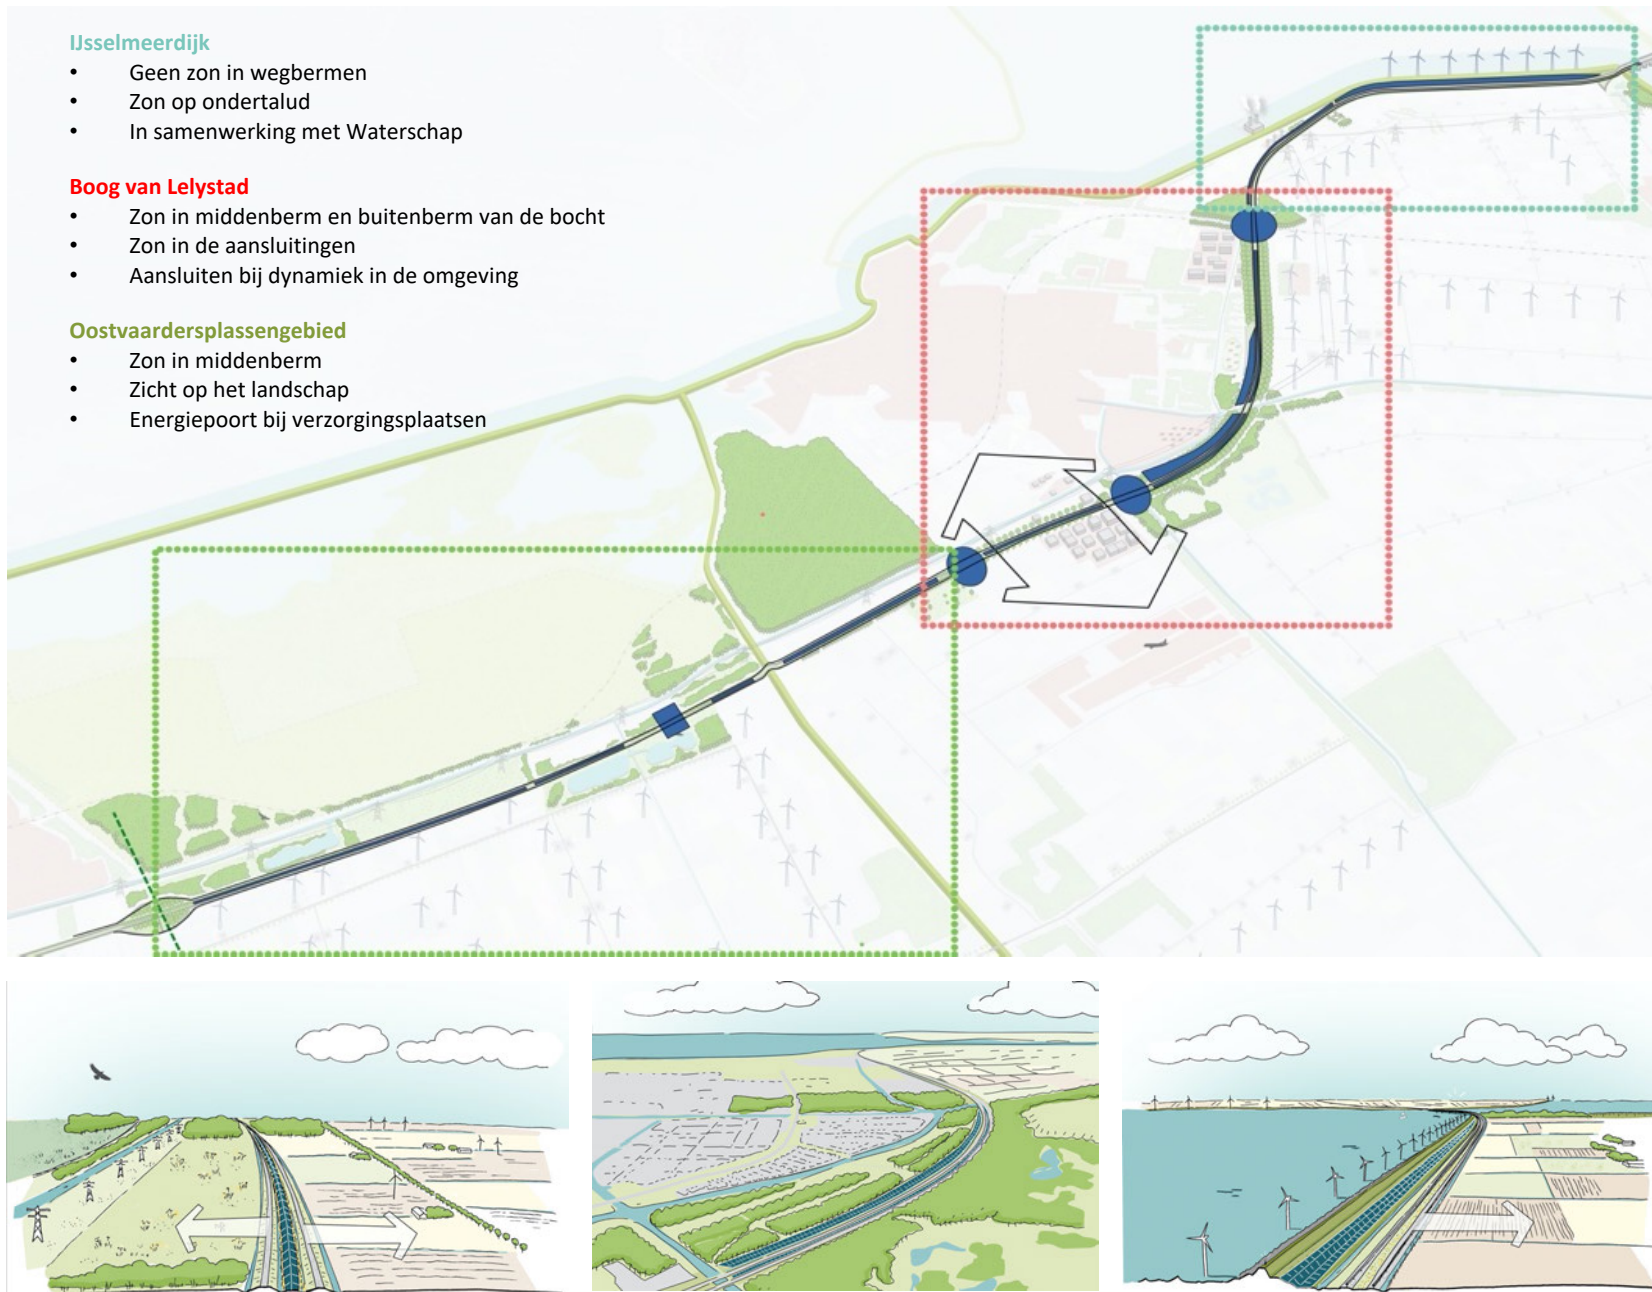 IJsselmeerdijk
• Geen zon in wegbermen
• Zon op ondertalud
• In samenwerking met Waterschap
Boog van Lelystad
• Zon in middenberm en buitenberm van de bocht
• Zon in de aansluitingen
• Aansluiten bij dynamiek in de omgeving
Oostvaardersplassengebied
• Zon in middenberm
• Zicht op het landschap
• Energiepoort bij verzorgingsplaatsen